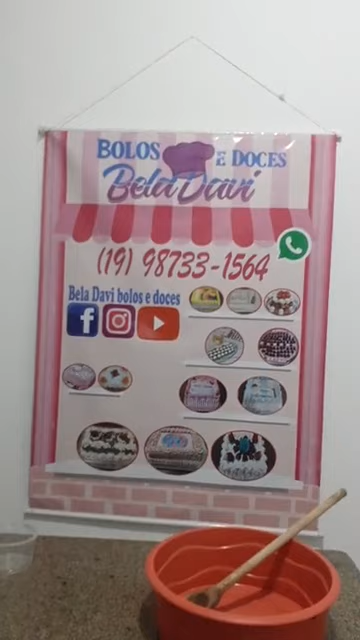 BOLOS E DOCES
Bela Davi
(19) 98733-1564
Bela Davi bolos e doces